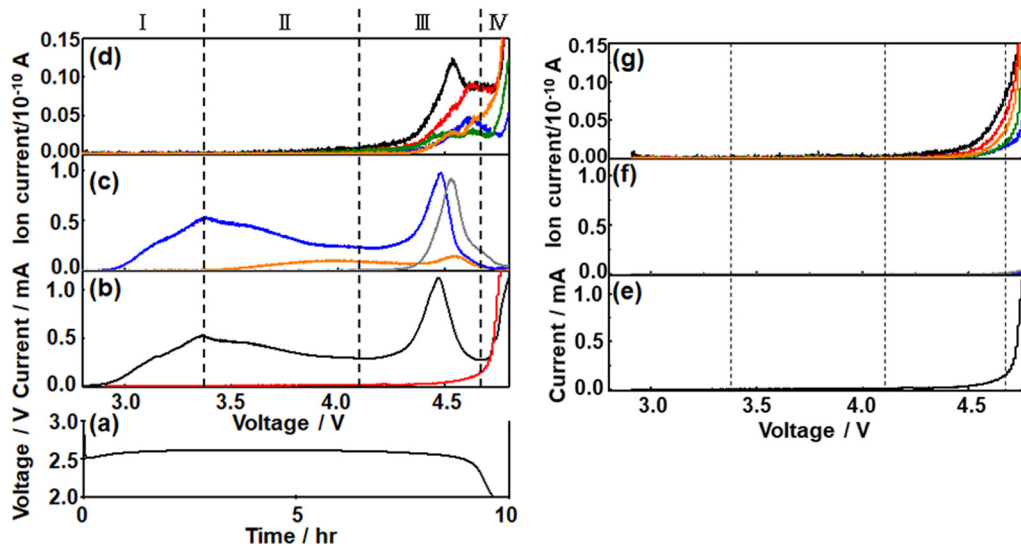 I II III IV
(d)
0.15
0.10
0.05
0.00
Ion current/10-10 A
(c)
0.5
0.0
(b)
1.0
0.5
0.0
Current / mA
3.0 3.5 4.0 4.5
Voltage / V
(a)
3.0
2.5
2.0
Voltage / V
0 5 10
Time / hr
(g)
0.15
0.10
0.05
0.00
Ion current/10-10 A
(f)
0.5
0.0
(e)
1.0
0.5
0.0
Current / mA
3.0 3.5 4.0 4.5
Voltage / V